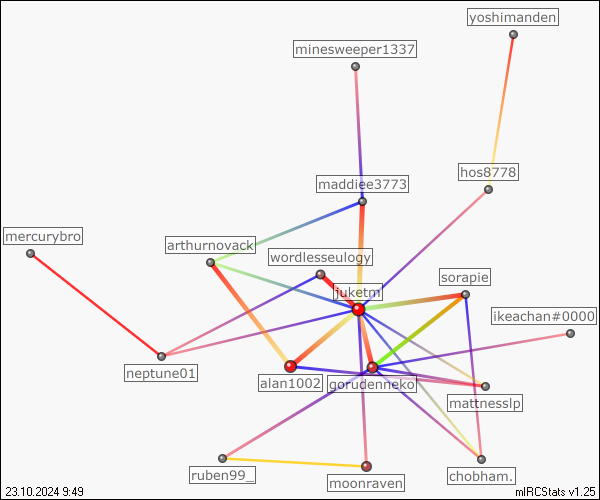 yoshimanden
minesweeper1337
hos8778
maddiee3773
mercurybro
arthurnovack
wordlesseulogy
sorapie
juketm
ikeachan#0000
neptune01
alan1002
gorudenneko
mattnesslp
ruben99_
moonraven
chobham.
23.10.2024 9:49
mIRCStats v1.25